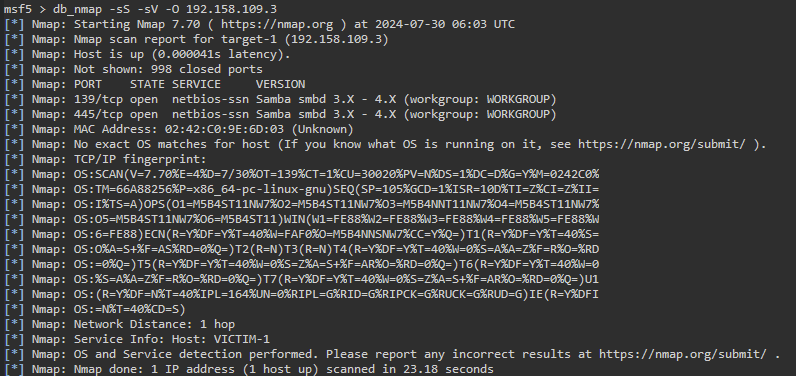 msf5 > db_nmap -sS -sV -O 192.158.109.3
[*] Nmap: Starting Nmap 7.70 ( https://nmap.org ) at 2024-07-30 06:03 UTC
[*] Nmap: Nmap scan report for target-1 (192.158.109.3)
[*] Nmap: Host is up (0.000041s latency).
[*] Nmap: Not shown: 998 closed ports
[*] Nmap: PORT    STATE SERVICE     VERSION
[*] Nmap: 139/tcp open  netbios-ssn Samba smbd 3.X - 4.X (workgroup: WORKGROUP)
[*] Nmap: 445/tcp open  netbios-ssn Samba smbd 3.X - 4.X (workgroup: WORKGROUP)
[*] Nmap: MAC Address: 02:42:C0:9E:6D:03 (Unknown)
[*] Nmap: No exact OS matches for host (If you know what OS is running on it, see https://nmap.org/submit/ ).
[*] Nmap: TCP/IP fingerprint:
[*] Nmap: OS:SCAN(V=7.70%E=4%D=7/30%OT=139%CT=1%CU=30020%PV=N%DS=1%DC=D%G=Y%M=0242C0%
[*] Nmap: OS:TM=66A88256%P=x86_64-pc-linux-gnu)SEQ(SP=105%GCD=1%ISR=10D%TI=Z%CI=Z%II=
[*] Nmap: OS:I%TS=A)OPS(O1=M5B4ST11NW7%O2=M5B4ST11NW7%O3=M5B4NNT11NW7%O4=M5B4ST11NW7%
[*] Nmap: OS:O5=M5B4ST11NW7%O6=M5B4ST11)WIN(W1=FE88%W2=FE88%W3=FE88%W4=FE88%W5=FE88%W
[*] Nmap: OS:6=FE88)ECN(R=Y%DF=Y%T=40%W=FAF0%O=M5B4NNSNW7%CC=Y%Q=)T1(R=Y%DF=Y%T=40%S=
[*] Nmap: OS:O%A=S+%F=AS%RD=0%Q=)T2(R=N)T3(R=N)T4(R=Y%DF=Y%T=40%W=0%S=A%A=Z%F=R%O=%RD
[*] Nmap: OS:=0%Q=)T5(R=Y%DF=Y%T=40%W=0%S=Z%A=S+%F=AR%O=%RD=0%Q=)T6(R=Y%DF=Y%T=40%W=0
[*] Nmap: OS:%S=A%A=Z%F=R%O=%RD=0%Q=)T7(R=Y%DF=Y%T=40%W=0%S=Z%A=S+%F=AR%O=%RD=0%Q=)U1
[*] Nmap: OS:(R=Y%DF=N%T=40%IPL=164%UN=0%RIPL=G%RID=G%RIPCK=G%RUCK=G%RUD=G)IE(R=Y%DFI
[*] Nmap: OS:=N%T=40%CD=S)
[*] Nmap: Network Distance: 1 hop
[*] Nmap: Service Info: Host: VICTIM-1
[*] Nmap: OS and Service detection performed. Please report any incorrect results at https://nmap.org/submit/ .
[*] Nmap: Nmap done: 1 IP address (1 host up) scanned in 23.18 seconds